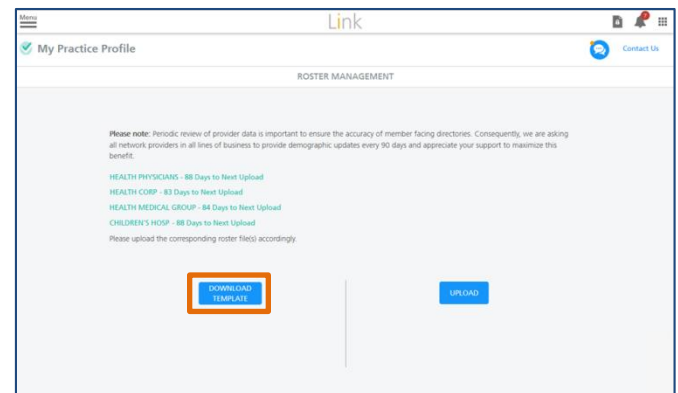 Menu
Link
My Practice Profile
Contact Us
ROSTER MANAGEMENT
Please note: Periodic review of provider data is important to ensure the accuracy of member facing directories. Consequently, we are asking
all network providers in all lines of business to provide demographic updates every 90 days and appreciate your support to maximize this
benefit.
HEALTH PHYSICIANS - 88 Days to Next Upload
HEALTH CORP - 83 Days to Next Upload
HEALTH MEDICAL GROUP - 84 Days to Next Upload
CHILDREN'S HOSP - 88 Days to Next Upload
Please upload the corresponding roster file(s) accordingly.
DOWNLOAD
TEMPLATE
UPLOAD